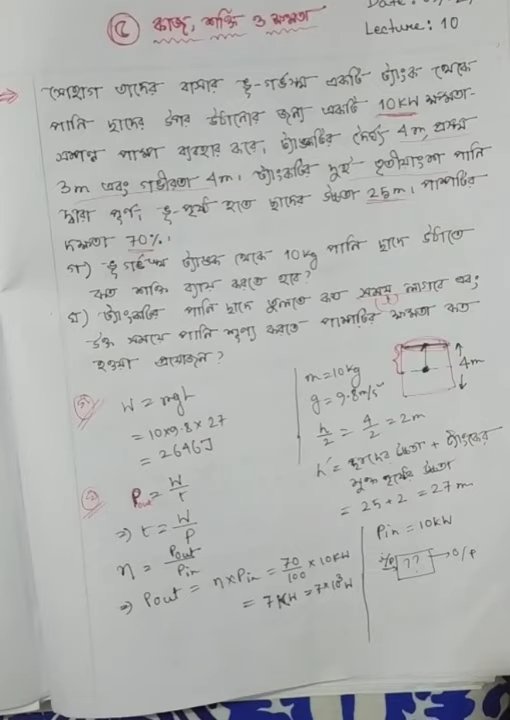 Date:
৫ কাজ, শক্তি ও ক্ষমতা
Lecture: 10
সোহাগ তাদের বাসার ভূ-গর্ভস্থ একটি ট্যাংক থেকে
পানি ছাদের উপর উঠানোর জন্য একটি 10KW ক্ষমতা-
সম্পন্ন পাম্প ব্যবহার করে, ট্যাংকটির দৈর্ঘ্য 4m, প্রস্থ
3m এবং গভীরতা 4m। ট্যাংকটির দুই তৃতীয়াংশ পানি
দ্বারা পূর্ণ, ভূ-পৃষ্ঠ হতে ছাদের উচ্চতা 25m। পাম্পটির
দক্ষতা 70%।
গ) ভূ গর্ভস্থ ট্যাংক থেকে 10kg পানি ছাদে উঠাতে
কত শক্তি ব্যয় করতে হবে?
ঘ) ট্যাংকটির পানি ছাদে তুলতে কত সময় লাগবে এবং
(t)
উক্ত সময়ে পানি শূন্য করতে পাম্পটির ক্ষমতা কত
হওয়া প্রয়োজন?
গ) W = mgh
= 10×9.8×27
= 2646J
m = 10kg
g = 9.8m/s²
4m
h/2 = 4/2 = 2m
h = ছাদের উচ্চতা + ট্যাংকের
উচ্চতা
= 25 + 2 = 27m
ঘ) Pout = W/t
⇒ t = W/P
η = Pout/Pin
⇒ Pout = η×Pin = 70/100 × 10KW
= 7KW = 7×10³W
Pin = 10KW
i/p ?? → o/p